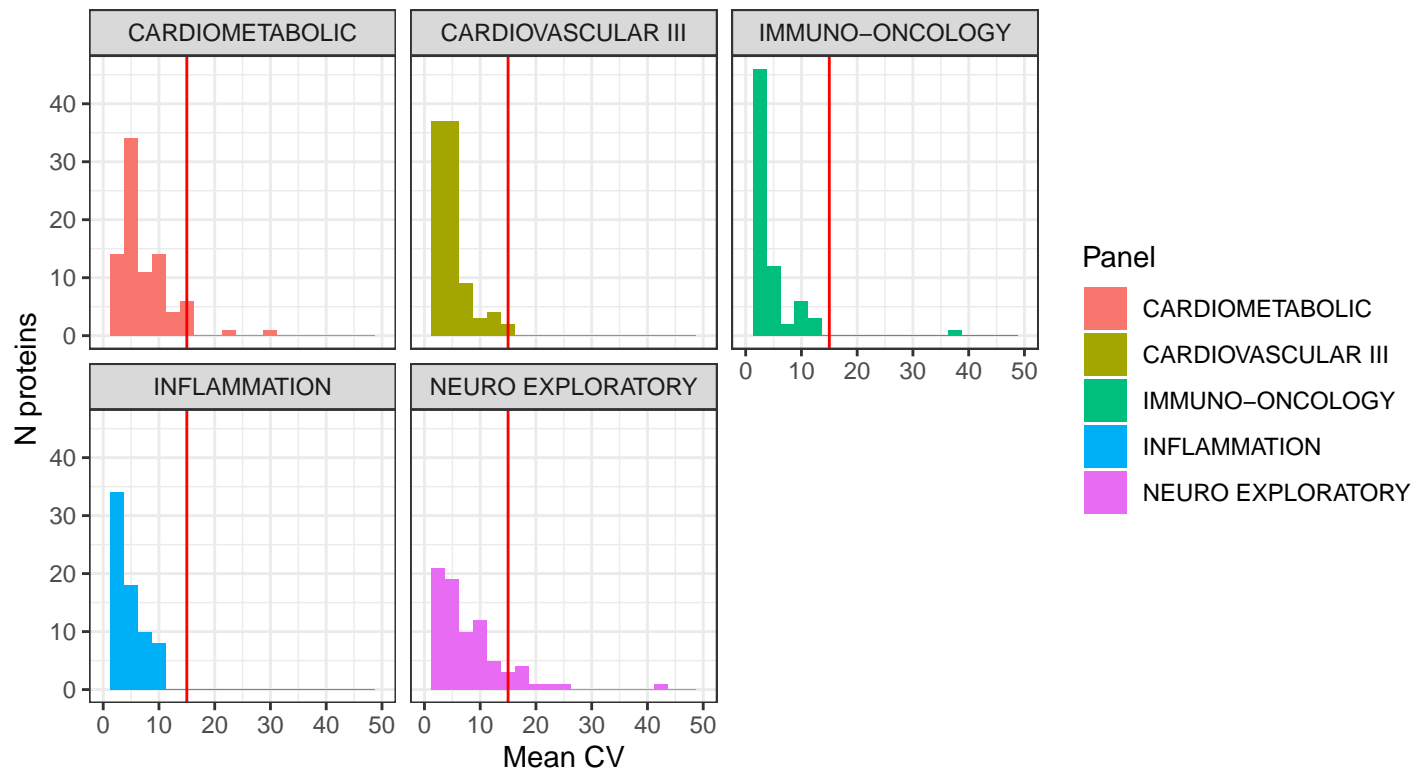 CARDIOMETABOLIC
CARDIOVASCULAR III
IMMUNO−ONCOLOGY
40
30
20
10
0
0 10 20 30 40 50
INFLAMMATION
NEURO EXPLORATORY
40
30
20
10
0
0 10 20 30 40 50
0 10 20 30 40 50
N proteins
Mean CV
Panel
CARDIOMETABOLIC
CARDIOVASCULAR III
IMMUNO−ONCOLOGY
INFLAMMATION
NEURO EXPLORATORY